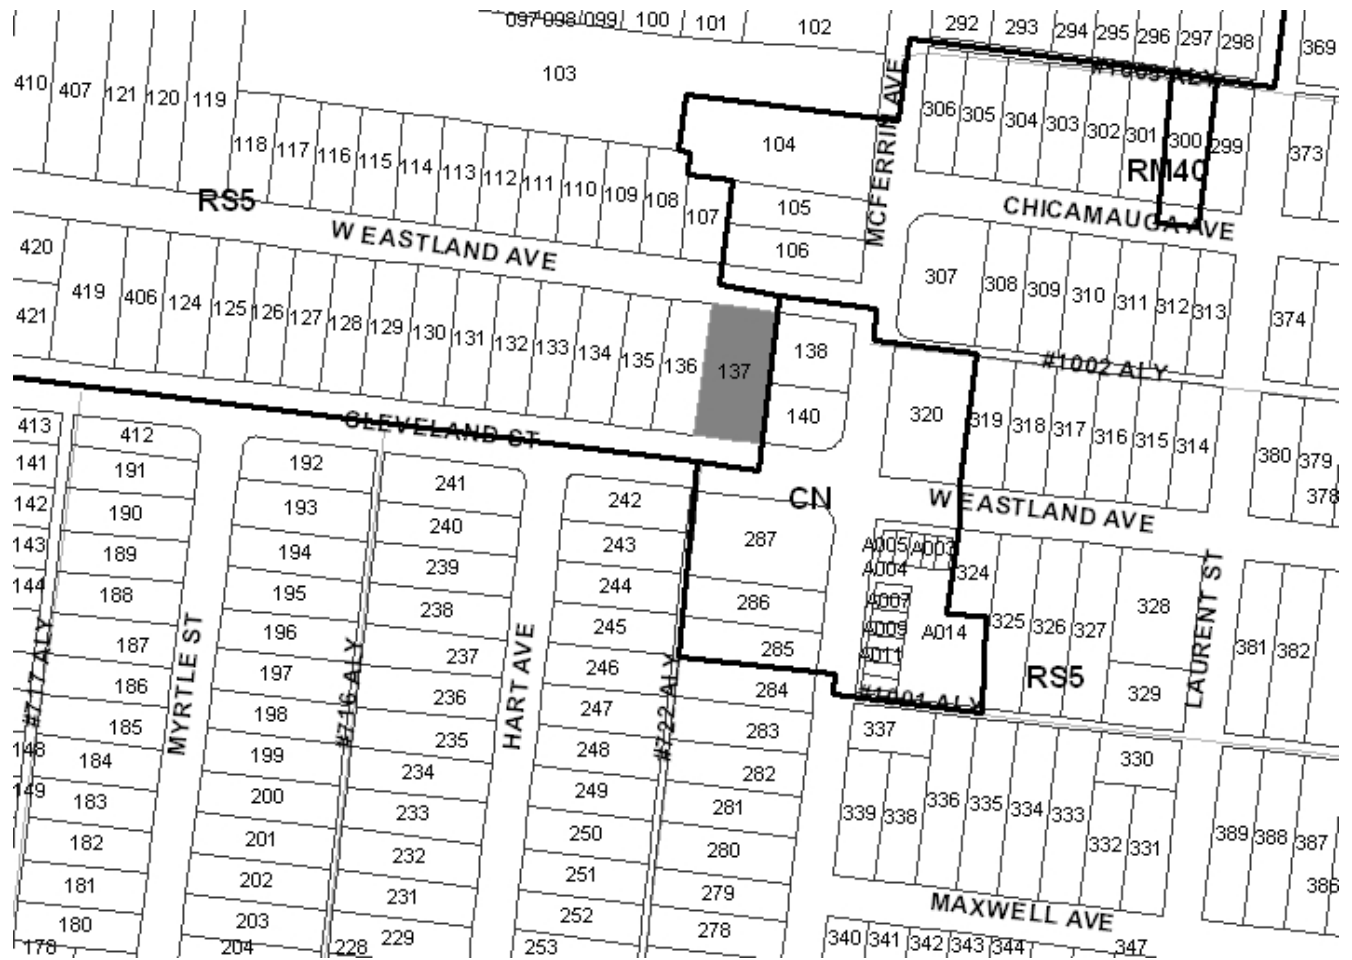 097 098 099 100 101 102 292 293 294 295 296 297 298 369
410 407 121 120 119 103 #1003 ALY
306 305 304 303 302 301 300 299 373
118 117 116 115 114 113 112 111 110 109 108 107 104 105 106
RM40
RS5
MCFERRIN AVE
CHICAMAUGA AVE
W EASTLAND AVE
420 419 406 124 125 126 127 128 129 130 131 132 133 134 135 136 137 138 140
421
307 308 309 310 311 312 313 374
#1002 ALY
320 319 318 317 316 315 314 380 379 378
CLEVELAND ST
413 412 192 241 242
141 191 193 240 243 287
142 190 194 239 244 286
143 189 195 238 245 285
144 188 196 237 246 284
187 197 236 247 283
186 198 235 248 282
185 199 234 249 281
148 184 200 233 250 280
149 183 201 232 251 279
182 202 231 252 278
181 203 229 253
180 204 228
178
CN
W EASTLAND AVE
A005 A003
A004
A007
A009 A014
A011
324 325 326 327 328 329 381 382
RS5
#717 ALY
MYRTLE ST
#716 ALY
HART AVE
#722 ALY
LAURENT ST
#1001 ALY
337 330
339 338 336 335 334 333 332 331 389 388 387 386
MAXWELL AVE
340 341 342 343 344 347